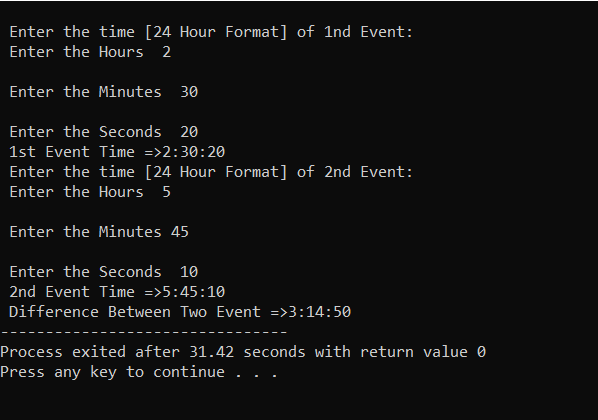 Enter the time [24 Hour Format] of 1nd Event:
Enter the Hours  2
Enter the Minutes  30
Enter the Seconds  20
1st Event Time =>2:30:20
Enter the time [24 Hour Format] of 2nd Event:
Enter the Hours  5
Enter the Minutes 45
Enter the Seconds  10
2nd Event Time =>5:45:10
Difference Between Two Event =>3:14:50
--------------------------------
Process exited after 31.42 seconds with return value 0
Press any key to continue . . .